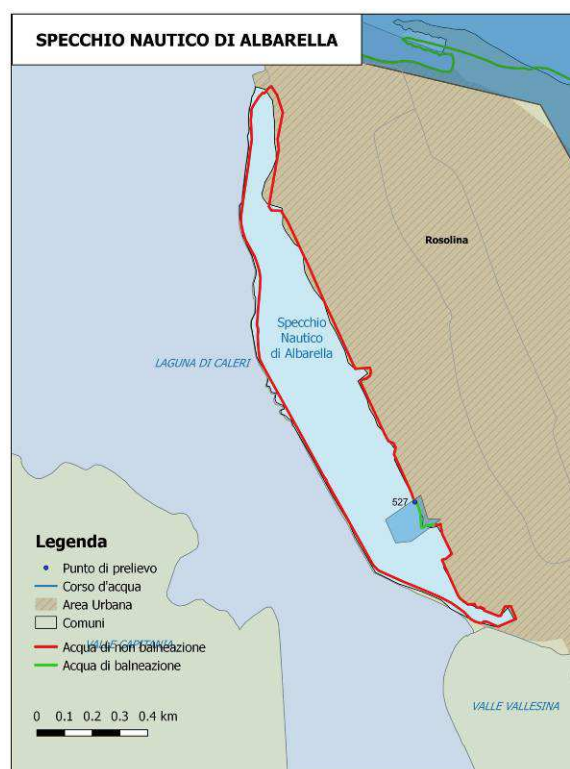 SPECCHIO NAUTICO DI ALBARELLA
Rosolina
Specchio
Nautico
di Albarella
LAGUNA DI CALERI
527
Legenda
Punto di prelievo
Corso d'acqua
Area Urbana
Comuni
VALLE CAPITANIA
Acqua di non balneazione
Acqua di balneazione
0 0.1 0.2 0.3 0.4 km
VALLE VALLESINA